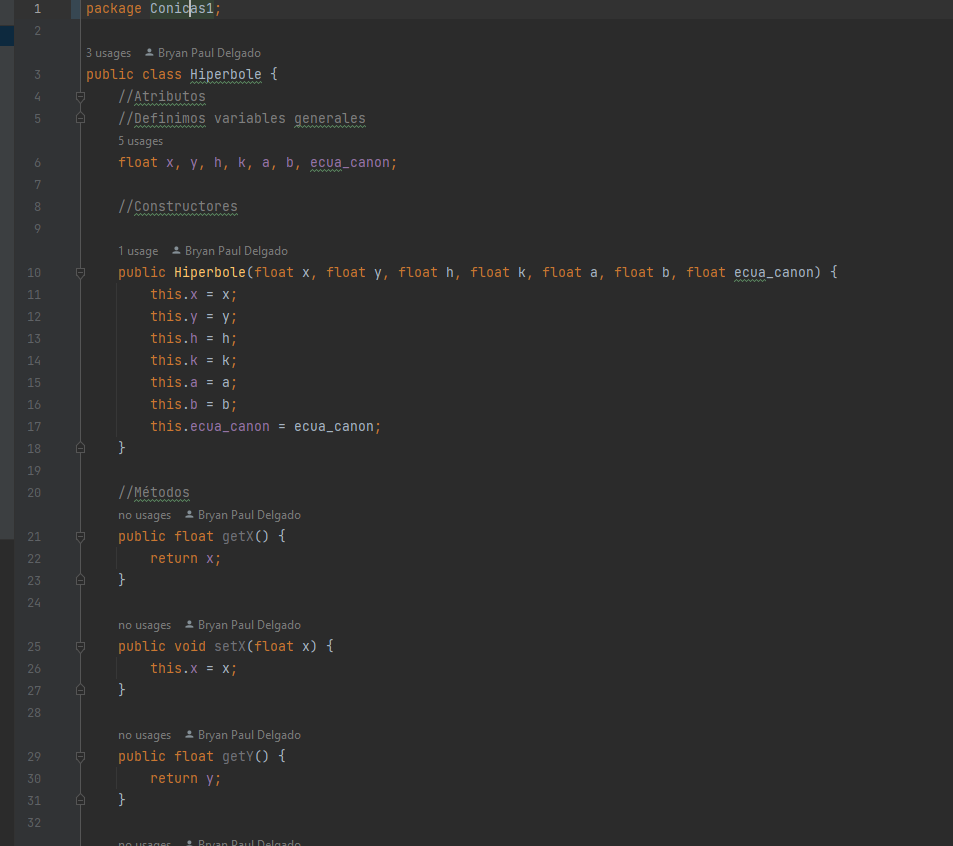 1 package Conicas1;
2
3 usages Bryan Paul Delgado
3 public class Hiperbole {
4 //Atributos
5 //Definimos variables generales
5 usages
6 float x, y, h, k, a, b, ecua_canon;
7
8 //Constructores
9
1 usage Bryan Paul Delgado
10 public Hiperbole(float x, float y, float h, float k, float a, float b, float ecua_canon) {
11 this.x = x;
12 this.y = y;
13 this.h = h;
14 this.k = k;
15 this.a = a;
16 this.b = b;
17 this.ecua_canon = ecua_canon;
18 }
19
20 //Métodos
no usages Bryan Paul Delgado
21 public float getX() {
22 return x;
23 }
24
no usages Bryan Paul Delgado
25 public void setX(float x) {
26 this.x = x;
27 }
28
no usages Bryan Paul Delgado
29 public float getY() {
30 return y;
31 }
32
no usages Bryan Paul Delgado